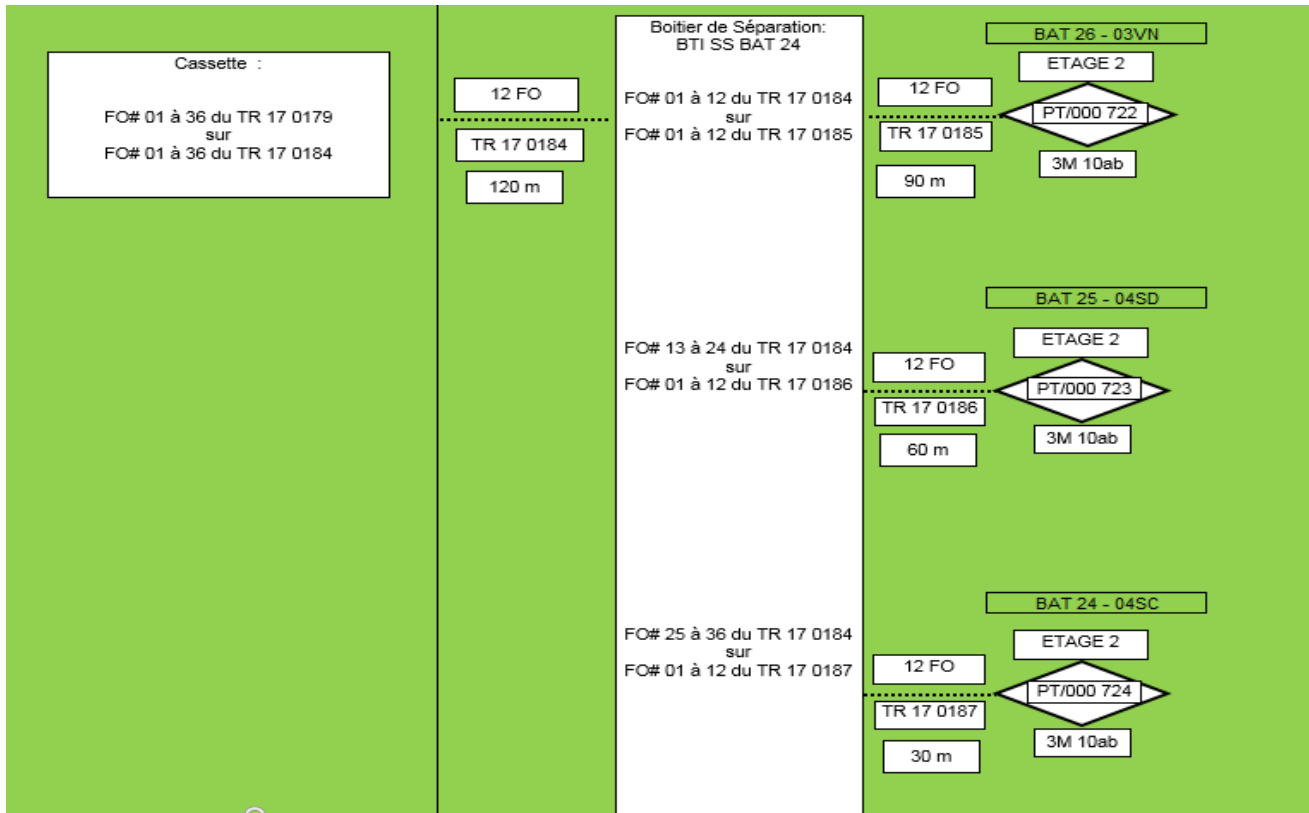 Cassette :
FO# 01 à 36 du TR 17 0179
sur
FO# 01 à 36 du TR 17 0184
12 FO
TR 17 0184
120 m
Boitier de Séparation:
BTI SS BAT 24
FO# 01 à 12 du TR 17 0184
sur
FO# 01 à 12 du TR 17 0185
12 FO
TR 17 0185
90 m
BAT 26 - 03VN
ETAGE 2
PT/000 722
3M 10ab
FO# 13 à 24 du TR 17 0184
sur
FO# 01 à 12 du TR 17 0186
12 FO
TR 17 0186
60 m
BAT 25 - 04SD
ETAGE 2
PT/000 723
3M 10ab
FO# 25 à 36 du TR 17 0184
sur
FO# 01 à 12 du TR 17 0187
12 FO
TR 17 0187
30 m
BAT 24 - 04SC
ETAGE 2
PT/000 724
3M 10ab